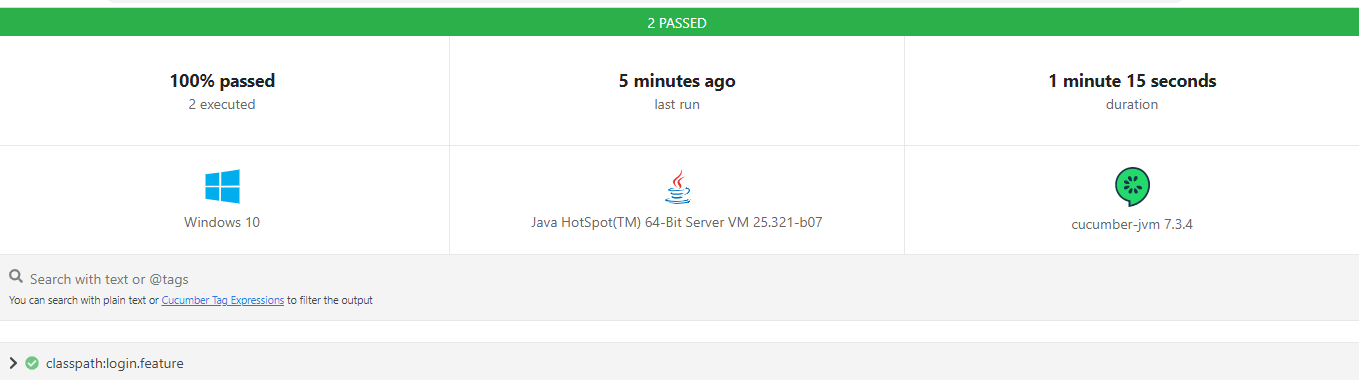 2 PASSED
100% passed
2 executed
5 minutes ago
last run
1 minute 15 seconds
duration
Windows 10
Java HotSpot(TM) 64-Bit Server VM 25.321-b07
cucumber-jvm 7.3.4
Search with text or @tags
You can search with plain text or Cucumber Tag Expressions to filter the output
classpath:login.feature